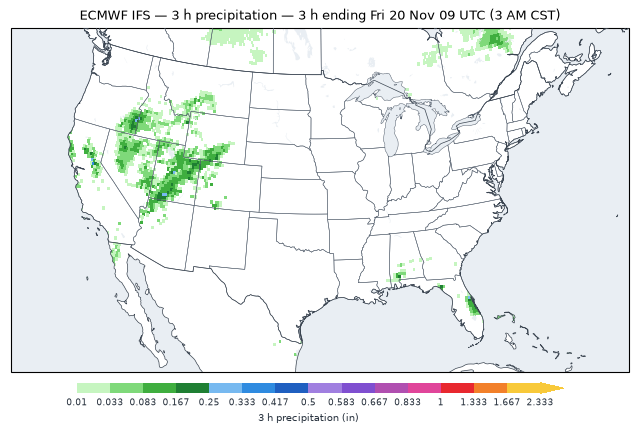 ECMWF IFS — 3 h precipitation — 3 h ending Fri 20 Nov 09 UTC (3 AM CST)
0.01 0.033 0.083 0.167 0.25 0.333 0.417 0.5 0.583 0.667 0.833 1 1.333 1.667 2.333
3 h precipitation (in)